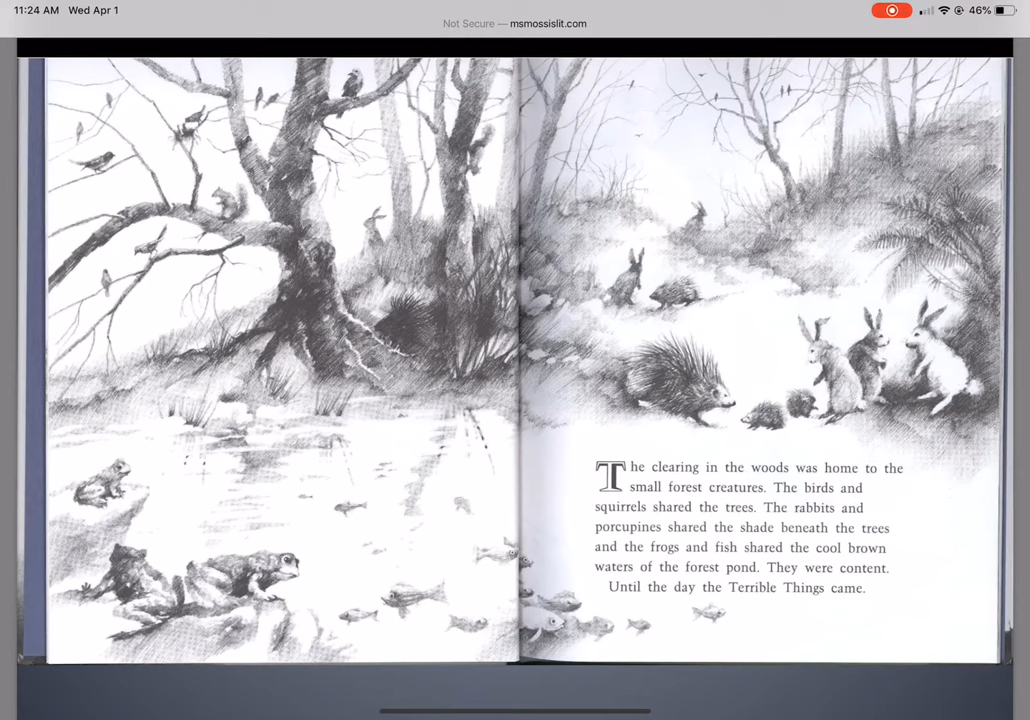 11:24 AM Wed Apr 1
46%
Not Secure — msmossislit.com
The clearing in the woods was home to the
small forest creatures. The birds and
squirrels shared the trees. The rabbits and
porcupines shared the shade beneath the trees
and the frogs and fish shared the cool brown
waters of the forest pond. They were content.
Until the day the Terrible Things came.